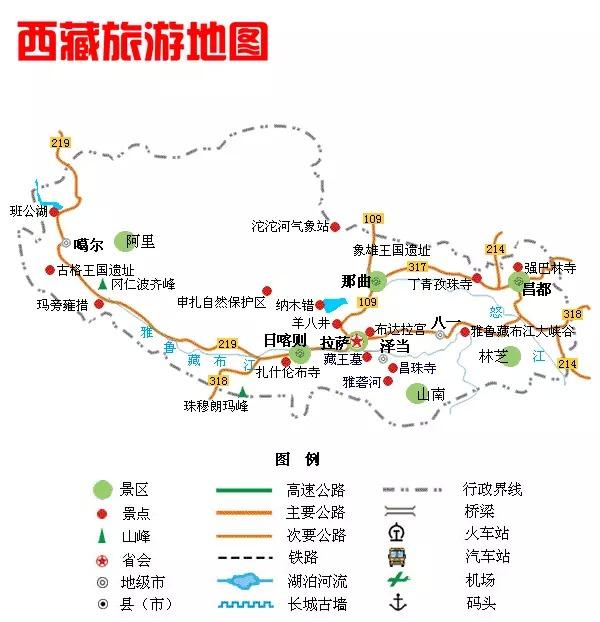 西藏旅游地图
219
班公湖
噶尔
阿里
古格王国遗址
冈仁波齐峰
玛旁雍措
沱沱河气象站
109
象雄王国遗址
那曲
317
214
强巴林寺
丁青孜珠寺
昌都
318
申扎自然保护区
纳木错
109
羊八井
布达拉宫
八一
怒
江
雅鲁藏布江大峡谷
雅
鲁
藏
布
江
219
日喀则
拉萨
泽当
藏王墓
扎什伦布寺
昌珠寺
林芝
214
318
珠穆朗玛峰
雅砻河
山南
图 例
景区
高速公路
行政界线
景点
主要公路
桥梁
山峰
次要公路
火车站
省会
铁路
汽车站
地级市
湖泊河流
机场
县（市）
长城古墙
码头